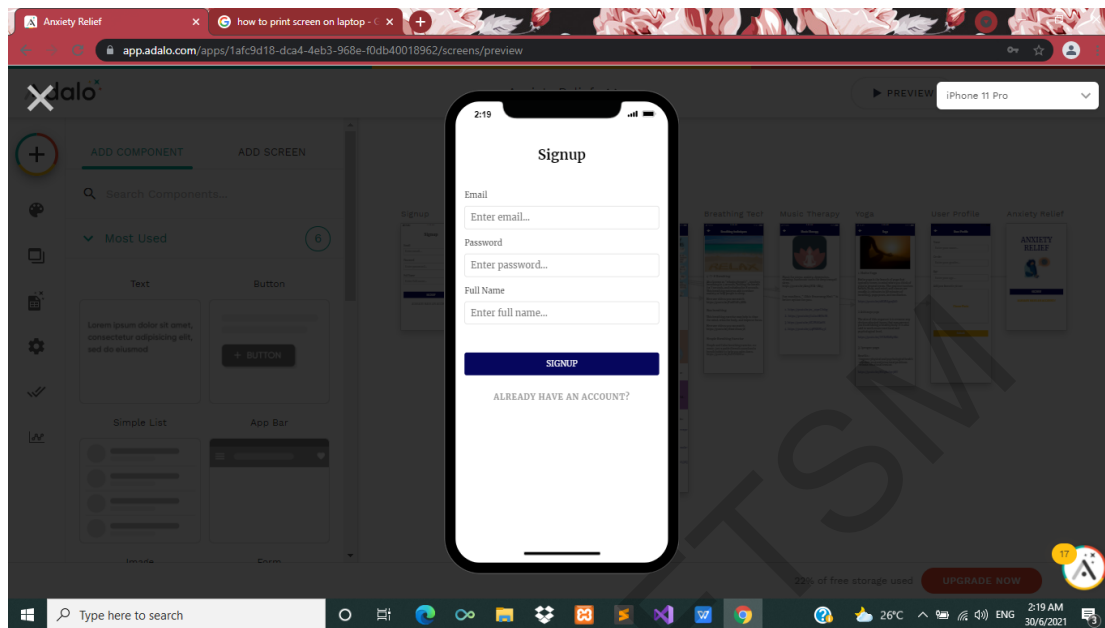 Anxiety Relief
how to print screen on laptop - G
app.adalo.com/apps/1afc9d18-dca4-4eb3-968e-f0db40018962/screens/preview
PREVIEW
iPhone 11 Pro
ADD COMPONENT
ADD SCREEN
Search Components...
Most Used
6
Text
Button
Lorem ipsum dolor sit amet,
consectetur adipiscing elit,
sed do eiusmod
+ BUTTON
Simple List
App Bar
Image
Form
2:19
Signup
Email
Enter email...
Password
Enter password...
Full Name
Enter full name...
SIGNUP
ALREADY HAVE AN ACCOUNT?
Signup
Breathing Tech
Music Therapy
Yoga
User Profile
Anxiety Relief
ANXIETY
RELIEF
17
22% of free storage used
UPGRADE NOW
Type here to search
26°C
ENG
2:19 AM
30/6/2021
3